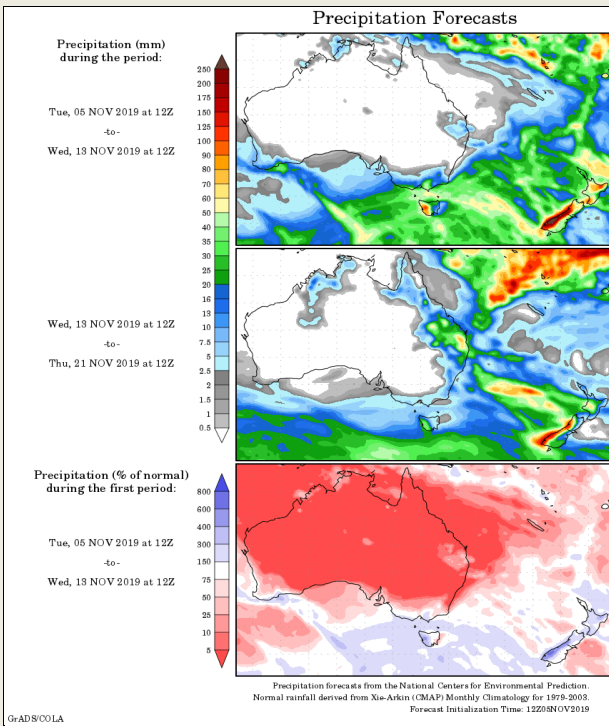 Precipitation Forecasts
Precipitation (mm)
during the period:
Tue, 05 NOV 2019 at 12Z
-to-
Wed, 13 NOV 2019 at 12Z
250
200
175
150
125
100
90
80
70
60
50
40
35
30
25
20
16
13
10
7.5
5
2.5
2
1.5
1
0.5
Wed, 13 NOV 2019 at 12Z
-to-
Thu, 21 NOV 2019 at 12Z
Precipitation (% of normal)
during the first period:
Tue, 05 NOV 2019 at 12Z
-to-
Wed, 13 NOV 2019 at 12Z
800
600
400
300
150
75
50
25
10
5
Precipitation forecasts from the National Centers for Environmental Prediction.
Normal rainfall derived from Xie-Arkin (CMAP) Monthly Climatology for 1979-2003.
Forecast Initialization Time: 12Z05NOV2019
GrADS/COLA